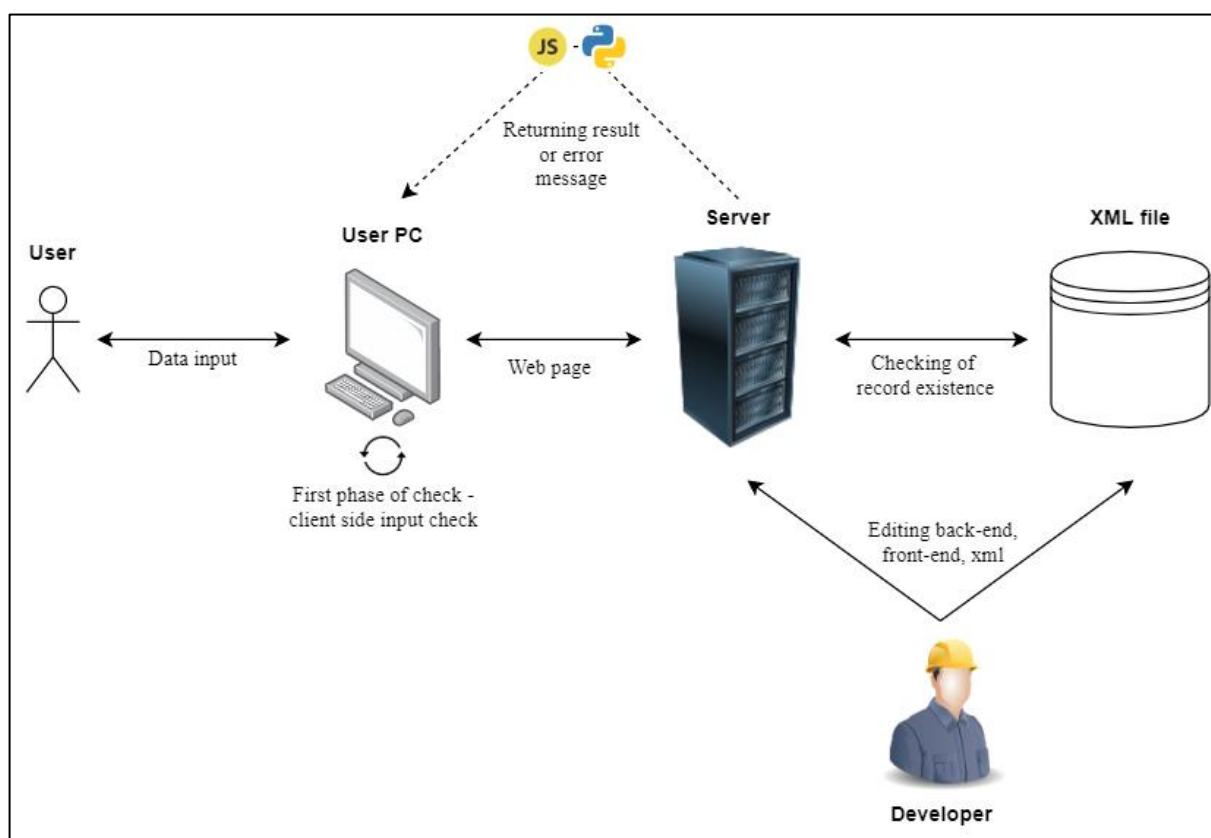 JS -
Returning result
or error
message
User
User PC
Server
XML file
Data input
Web page
Checking of
record existence
First phase of check -
client side input check
Editing back-end,
front-end, xml
Developer